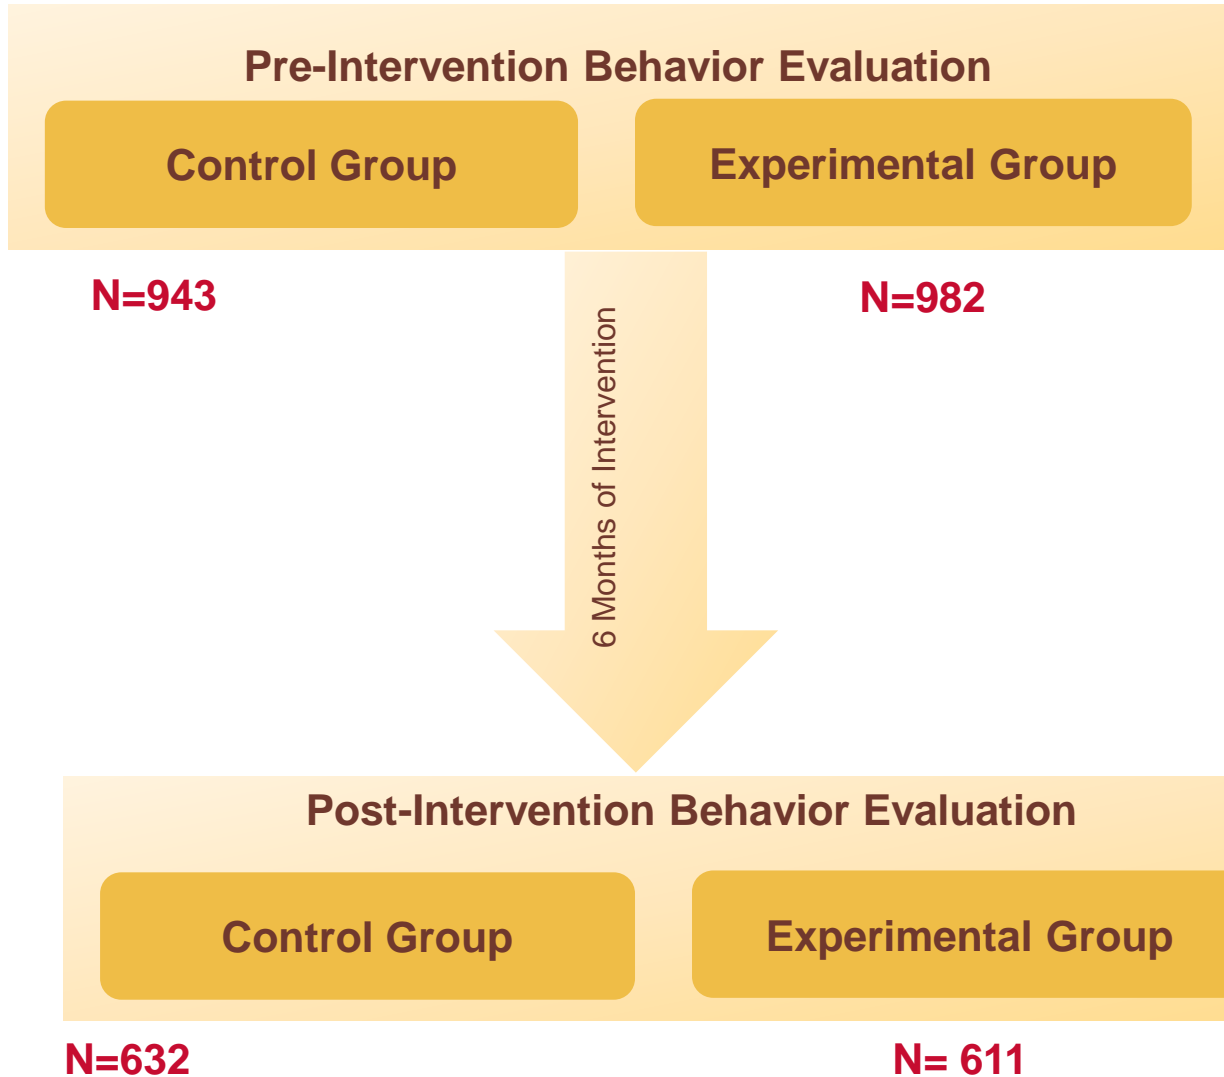 Pre-Intervention Behavior Evaluation
Control Group
Experimental Group
N=943
N=982
6 Months of Intervention
Post-Intervention Behavior Evaluation
Control Group
Experimental Group
N=632
N= 611